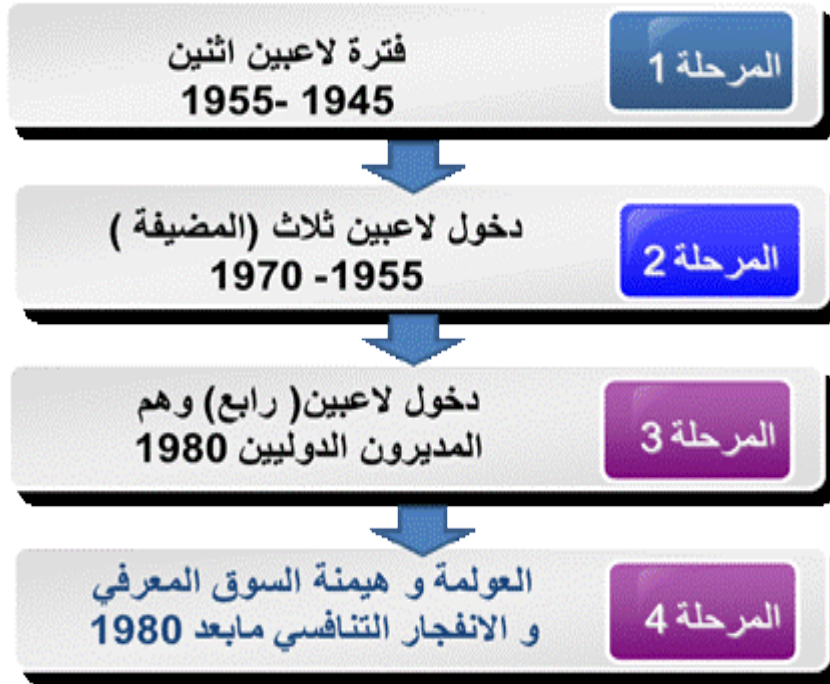 المرحلة 1
فترة لاعبين اثنين
1945 -1955
المرحلة 2
دخول لاعبين ثلاث (المضيفة )
1955- 1970
المرحلة 3
دخول لاعبين( رابع) وهم
المديرون الدوليين 1980
المرحلة 4
العولمة و هيمنة السوق المعرفي
و الانفجار التنافسي مابعد 1980